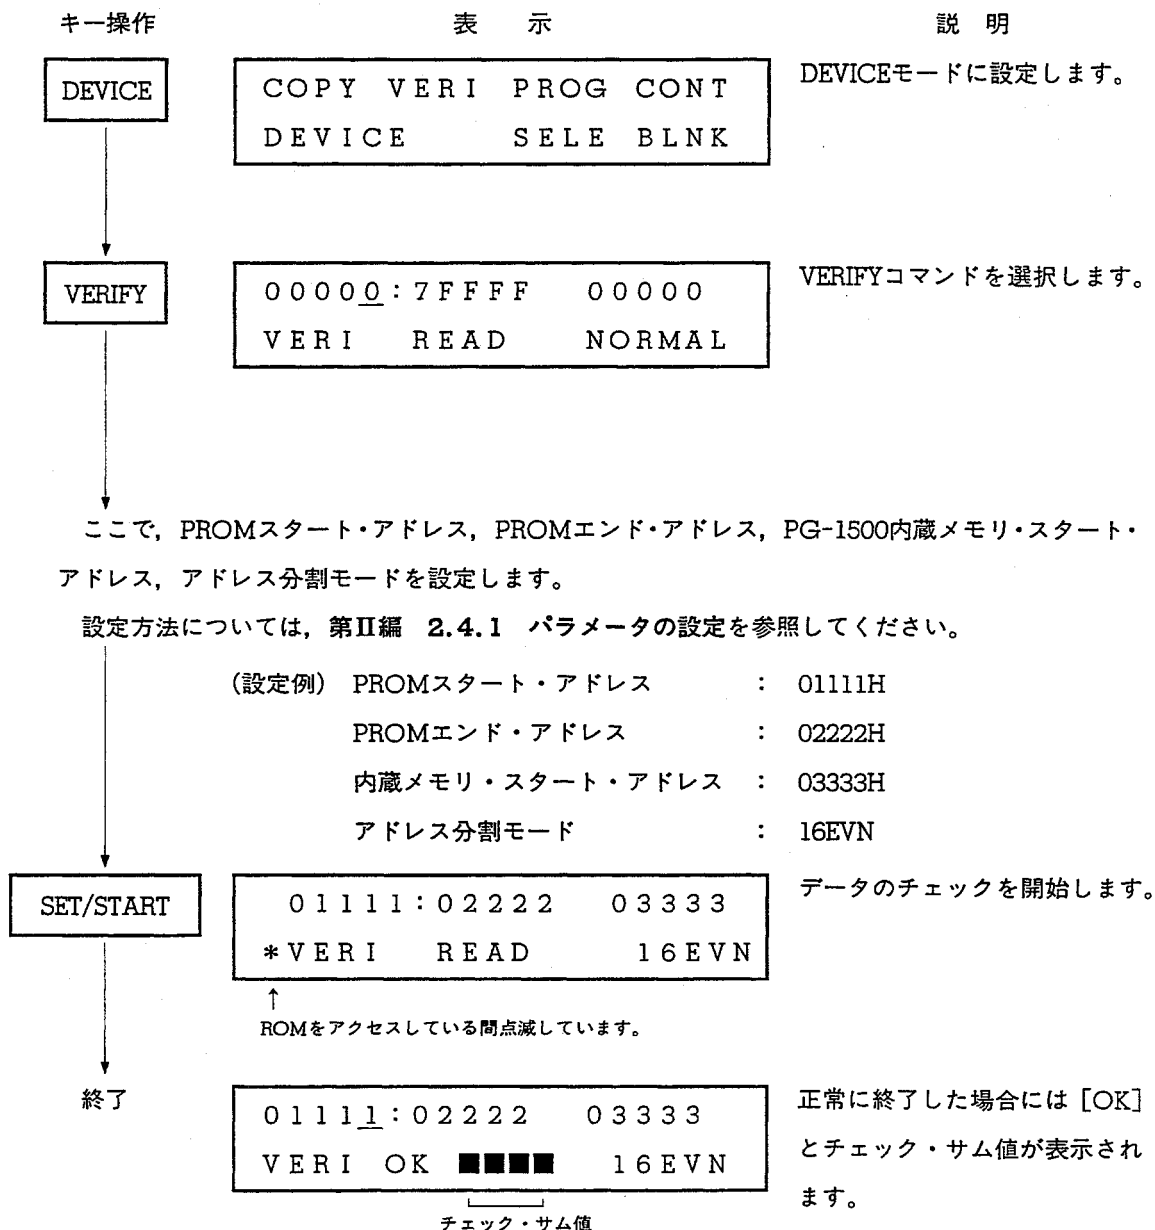 キー操作 表 示 説 明
DEVICE
COPY VERI PROG CONT
DEVICE SELE BLNK
DEVICEモードに設定します。
VERIFY
00000:7FFFF 00000
VERI READ NORMAL
VERIFYコマンドを選択します。
ここで,PROMスタート・アドレス,PROMエンド・アドレス,PG-1500内蔵メモリ・スタート・
アドレス,アドレス分割モードを設定します。
設定方法については,第II編 2.4.1 パラメータの設定を参照してください。
(設定例) PROMスタート・アドレス : 01111H
PROMエンド・アドレス : 02222H
内蔵メモリ・スタート・アドレス : 03333H
アドレス分割モード : 16EVN
SET/START
01111:02222 03333
*VERI READ 16EVN
データのチェックを開始します。
↑
ROMをアクセスしている間点滅しています。
終了
01111:02222 03333
VERI OK ■■■■ 16EVN
チェック・サム値
正常に終了した場合には[OK]
とチェック・サム値が表示され
ます。